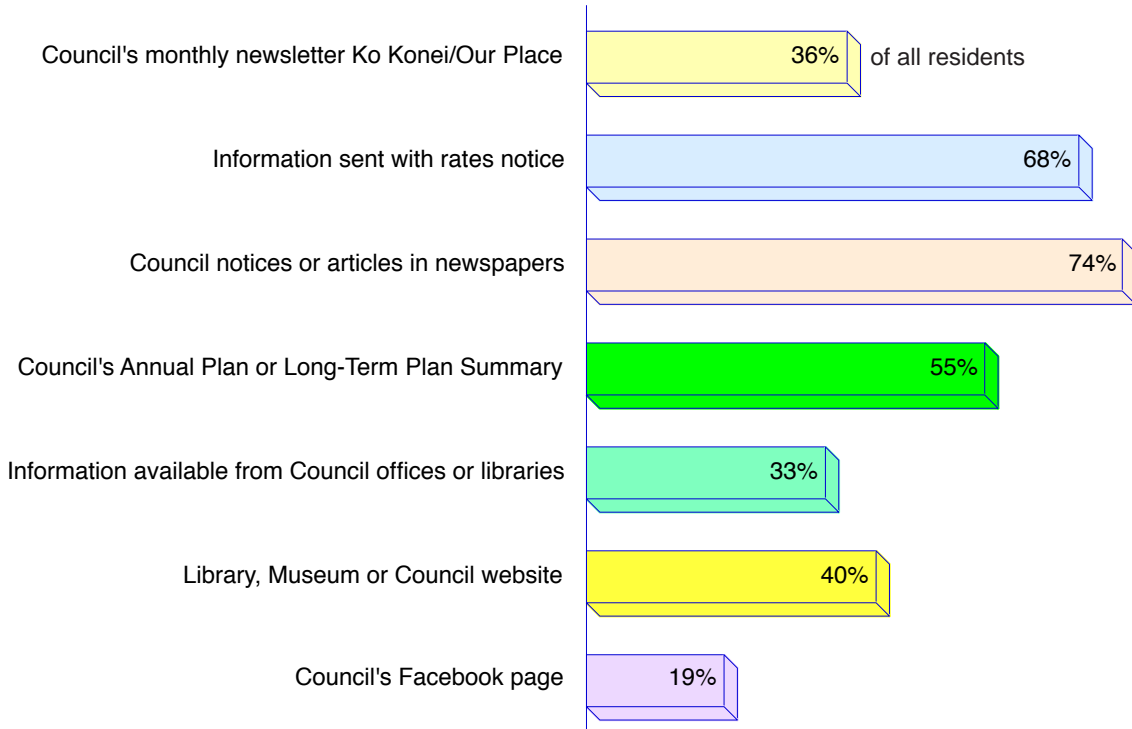 Council's monthly newsletter Ko Konei/Our Place 36% of all residents
Information sent with rates notice 68%
Council notices or articles in newspapers 74%
Council's Annual Plan or Long-Term Plan Summary 55%
Information available from Council offices or libraries 33%
Library, Museum or Council website 40%
Council's Facebook page 19%